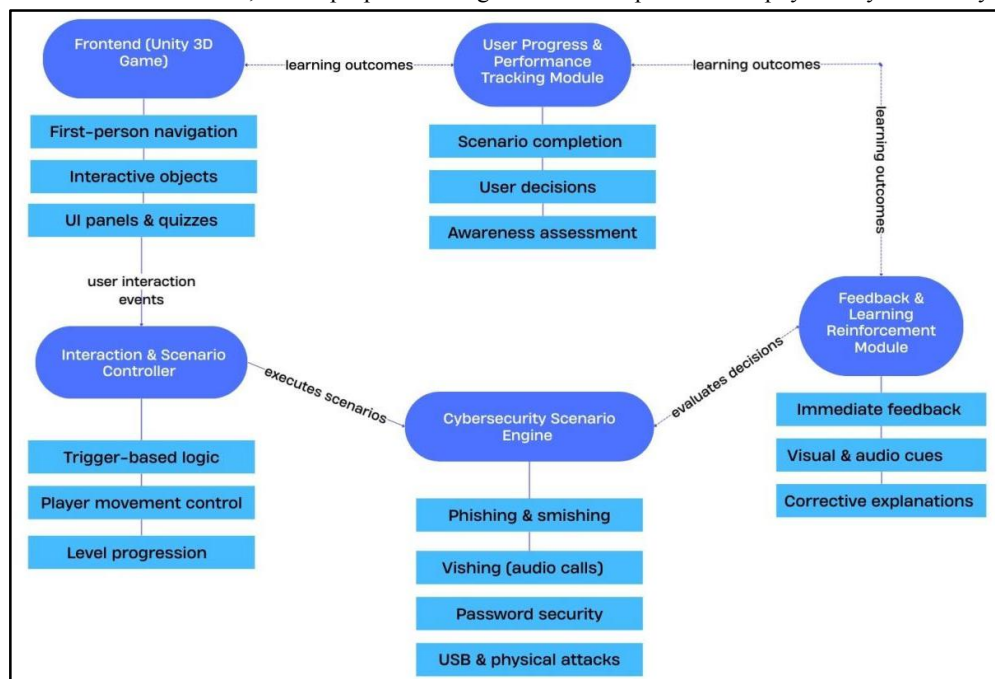 Frontend (Unity 3D
Game)
learning outcomes
User Progress &
Performance
Tracking Module
learning outcomes
First-person navigation
Interactive objects
UI panels & quizzes
Scenario completion
User decisions
Awareness assessment
learning outcomes
user interaction
events
Interaction & Scenario
Controller
executes scenarios
Cybersecurity Scenario
Engine
evaluates decisions
Feedback &
Learning
Reinforcement
Module
Trigger-based logic
Player movement control
Level progression
Phishing & smishing
Vishing (audio calls)
Password security
USB & physical attacks
Immediate feedback
Visual & audio cues
Corrective explanations